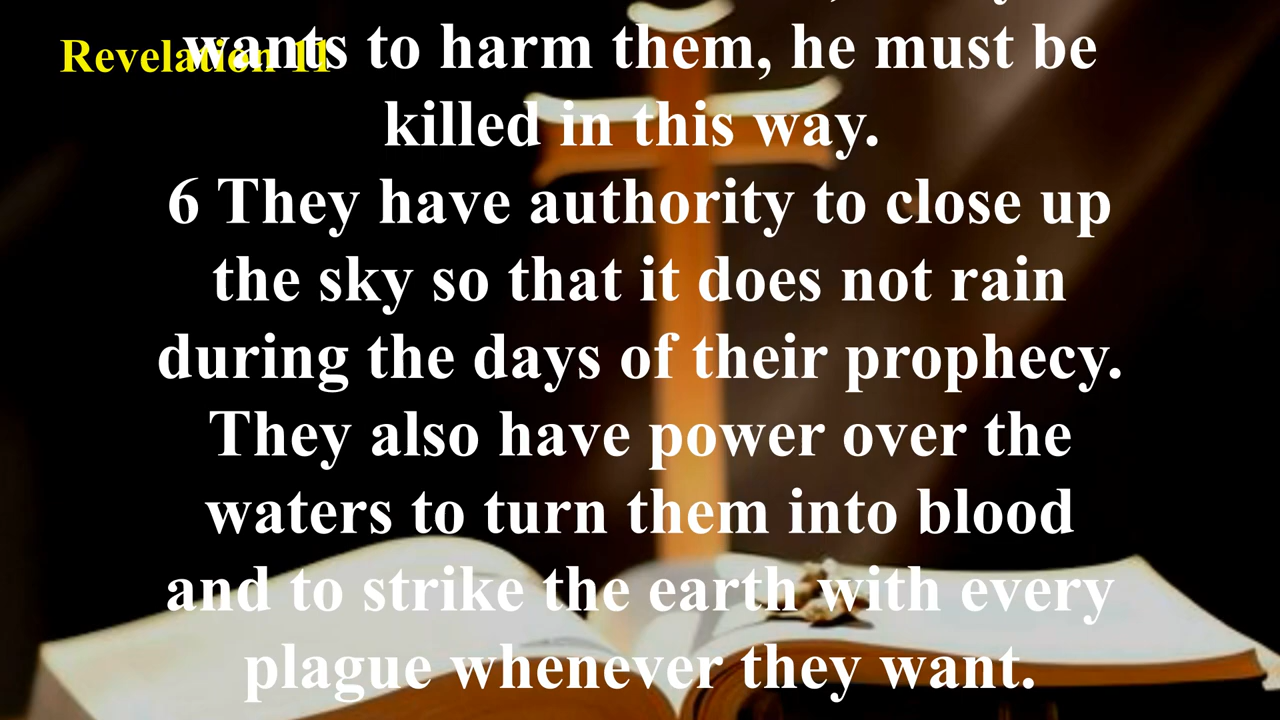 Revelation 11
wants to harm them, he must be
killed in this way.
6 They have authority to close up
the sky so that it does not rain
during the days of their prophecy.
They also have power over the
waters to turn them into blood
and to strike the earth with every
plague whenever they want.